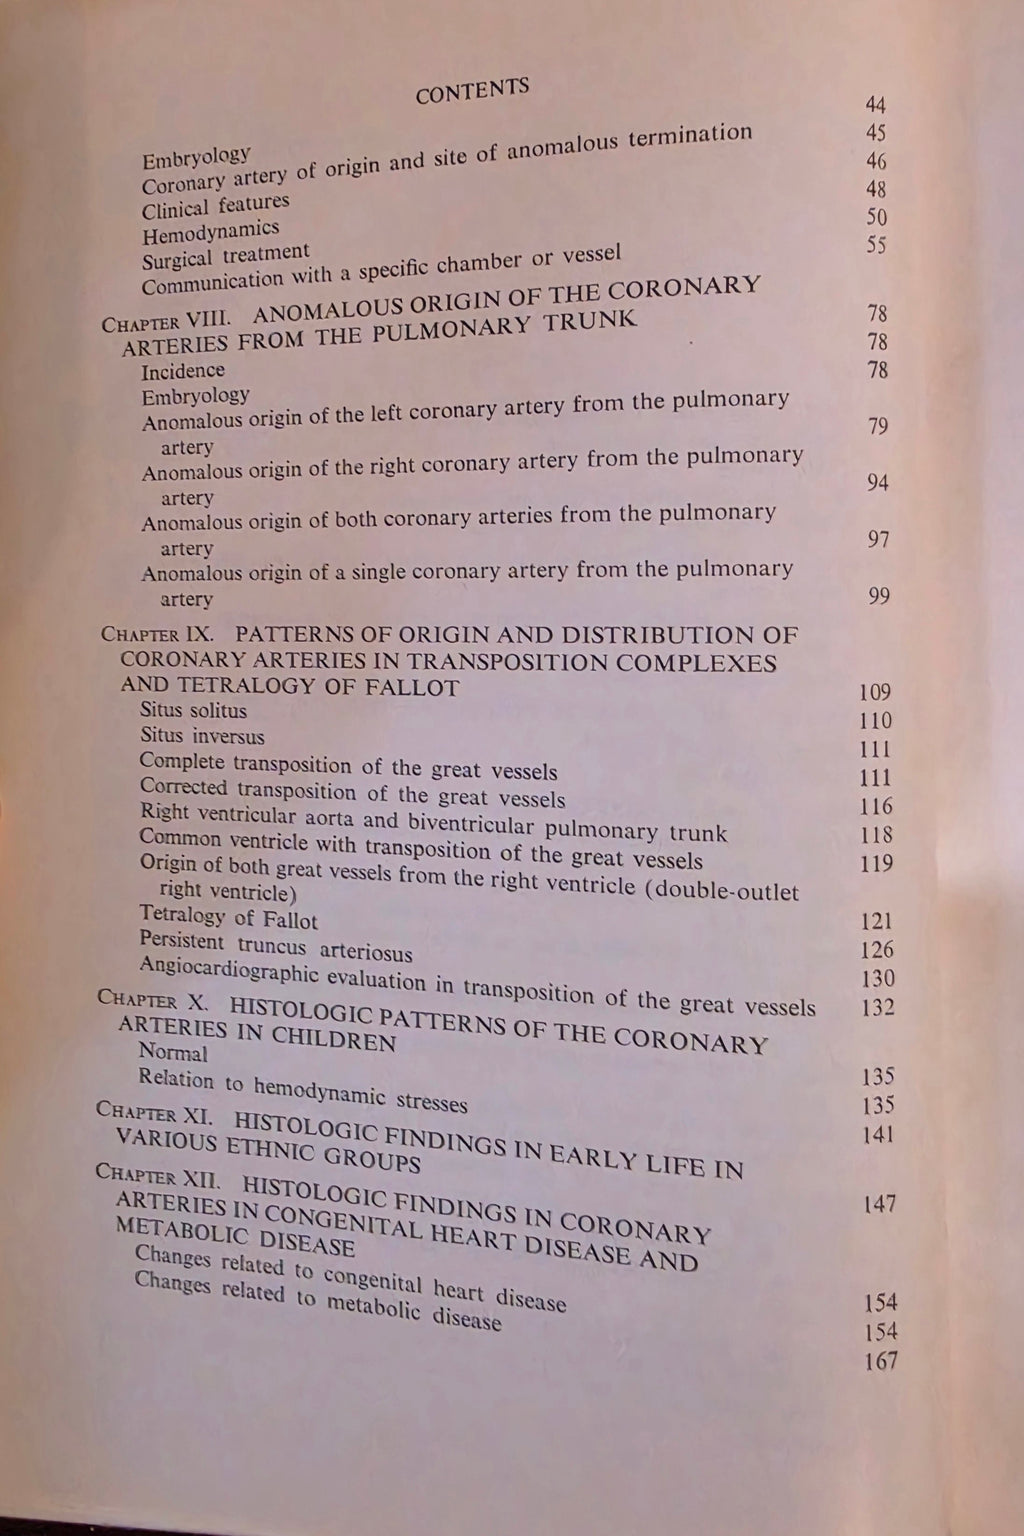 CONTENTS
Embryology 44
Coronary artery of origin and site of anomalous termination 45
Clinical features 46
Hemodynamics 48
Surgical treatment 50
Communication with a specific chamber or vessel 55
CHAPTER VIII. ANOMALOUS ORIGIN OF THE CORONARY
ARTERIES FROM THE PULMONARY TRUNK 78
Incidence 78
Embryology 78
Anomalous origin of the left coronary artery from the pulmonary
artery 79
Anomalous origin of the right coronary artery from the pulmonary
artery 94
Anomalous origin of both coronary arteries from the pulmonary
artery 97
Anomalous origin of a single coronary artery from the pulmonary
artery 99
CHAPTER IX. PATTERNS OF ORIGIN AND DISTRIBUTION OF
CORONARY ARTERIES IN TRANSPOSITION COMPLEXES
AND TETRALOGY OF FALLOT 109
Situs solitus 110
Situs inversus 111
Complete transposition of the great vessels 111
Corrected transposition of the great vessels 116
Right ventricular aorta and biventricular pulmonary trunk 118
Common ventricle with transposition of the great vessels 119
Origin of both great vessels from the right ventricle (double-outlet
right ventricle) 121
Tetralogy of Fallot 126
Persistent truncus arteriosus 130
Angiocardiographic evaluation in transposition of the great vessels 132
CHAPTER X. HISTOLOGIC PATTERNS OF THE CORONARY
ARTERIES IN CHILDREN 135
Normal 135
Relation to hemodynamic stresses 141
CHAPTER XI. HISTOLOGIC FINDINGS IN EARLY LIFE IN
VARIOUS ETHNIC GROUPS 147
CHAPTER XII. HISTOLOGIC FINDINGS IN CORONARY
ARTERIES IN CONGENITAL HEART DISEASE AND
METABOLIC DISEASE 154
Changes related to congenital heart disease 154
Changes related to metabolic disease 167